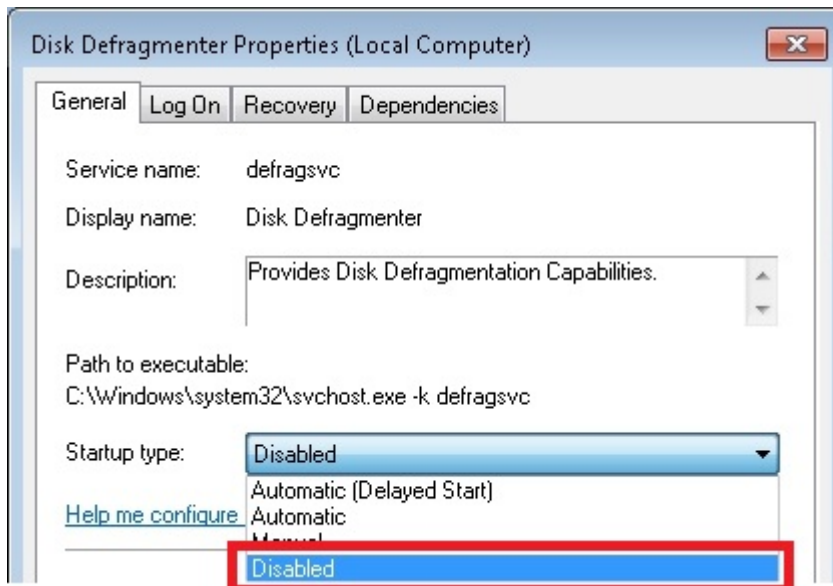 Disk Defragmenter Properties (Local Computer)
General Log On Recovery Dependencies
Service name: defragsvc
Display name: Disk Defragmenter
Description: Provides Disk Defragmentation Capabilities.
Path to executable:
C:\Windows\system32\svchost.exe -k defragsvc
Startup type: Disabled
Automatic (Delayed Start)
Help me configure Automatic
Manual
Disabled